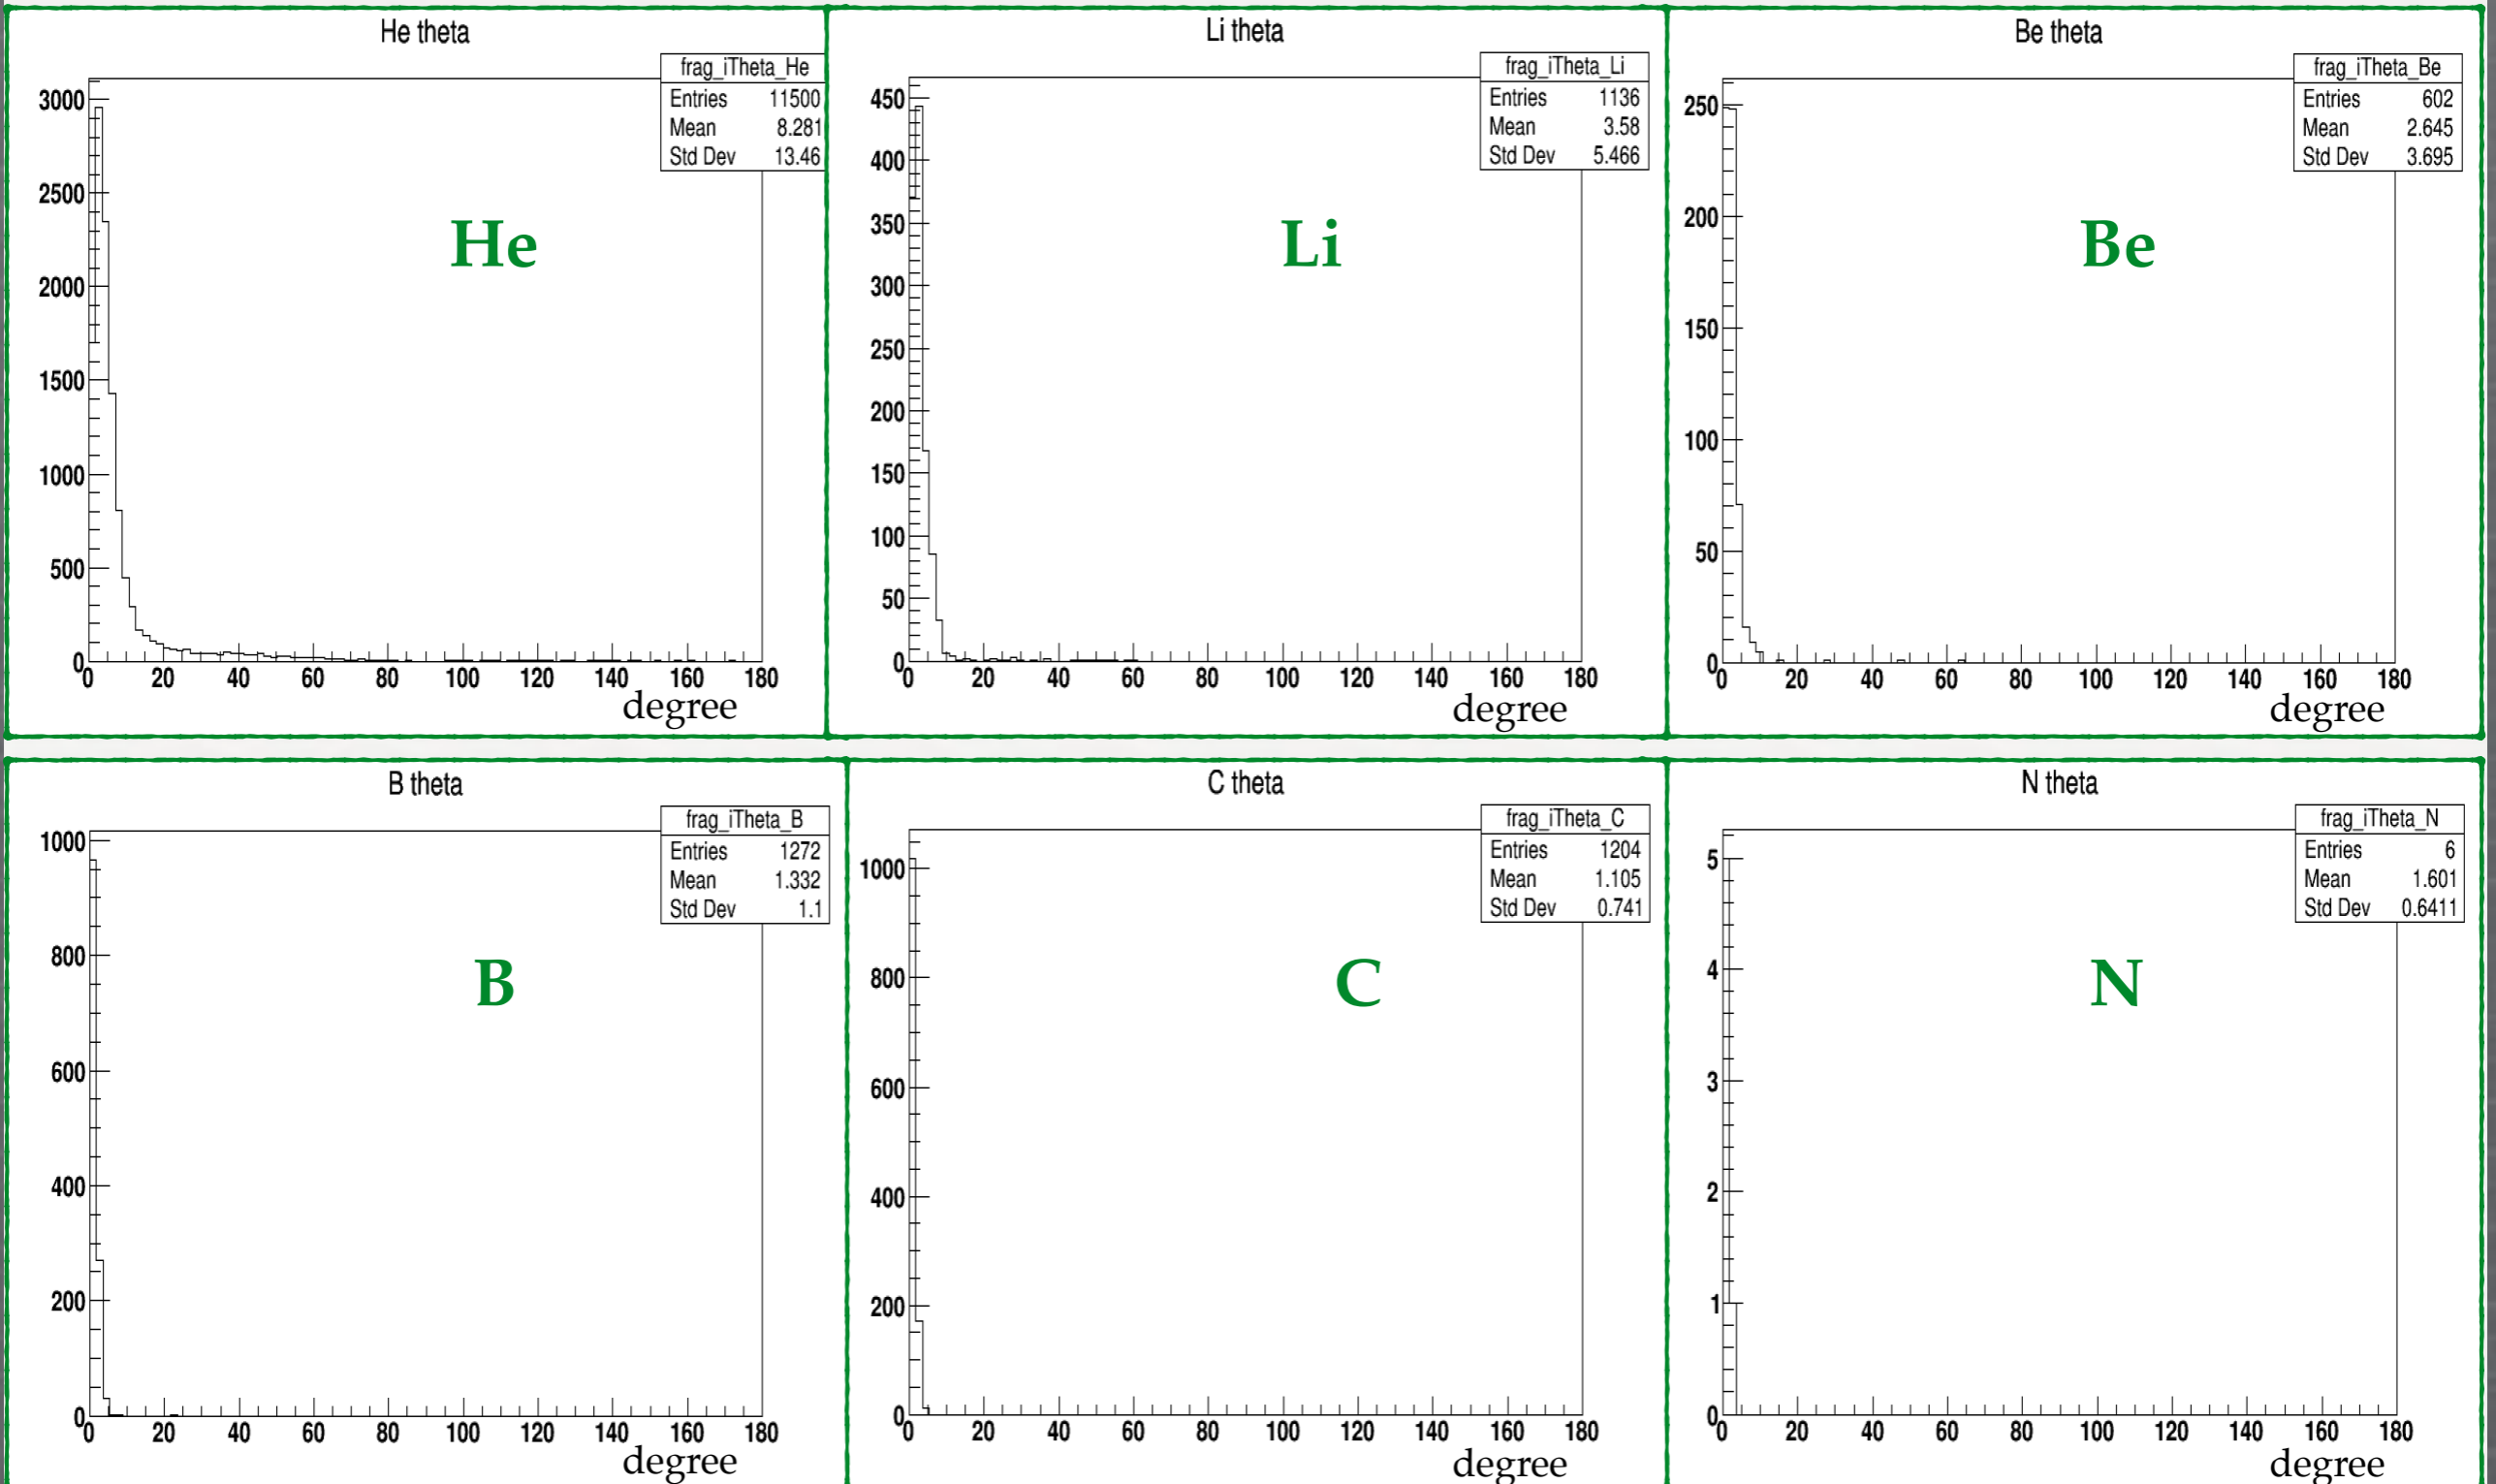 He theta
frag_iTheta_He
Entries 11500
Mean 8.281
Std Dev 13.46
He
3000
2500
2000
1500
1000
500
0
0 20 40 60 80 100 120 140 160 180
degree
Li theta
frag_iTheta_Li
Entries 1136
Mean 3.58
Std Dev 5.466
Li
450
400
350
300
250
200
150
100
50
0
0 20 40 60 80 100 120 140 160 180
degree
Be theta
frag_iTheta_Be
Entries 602
Mean 2.645
Std Dev 3.695
Be
250
200
150
100
50
0
0 20 40 60 80 100 120 140 160 180
degree
B theta
frag_iTheta_B
Entries 1272
Mean 1.332
Std Dev 1.1
B
1000
800
600
400
200
0
0 20 40 60 80 100 120 140 160 180
degree
C theta
frag_iTheta_C
Entries 1204
Mean 1.105
Std Dev 0.741
C
1000
800
600
400
200
0
0 20 40 60 80 100 120 140 160 180
degree
N theta
frag_iTheta_N
Entries 6
Mean 1.601
Std Dev 0.6411
N
5
4
3
2
1
0
0 20 40 60 80 100 120 140 160 180
degree